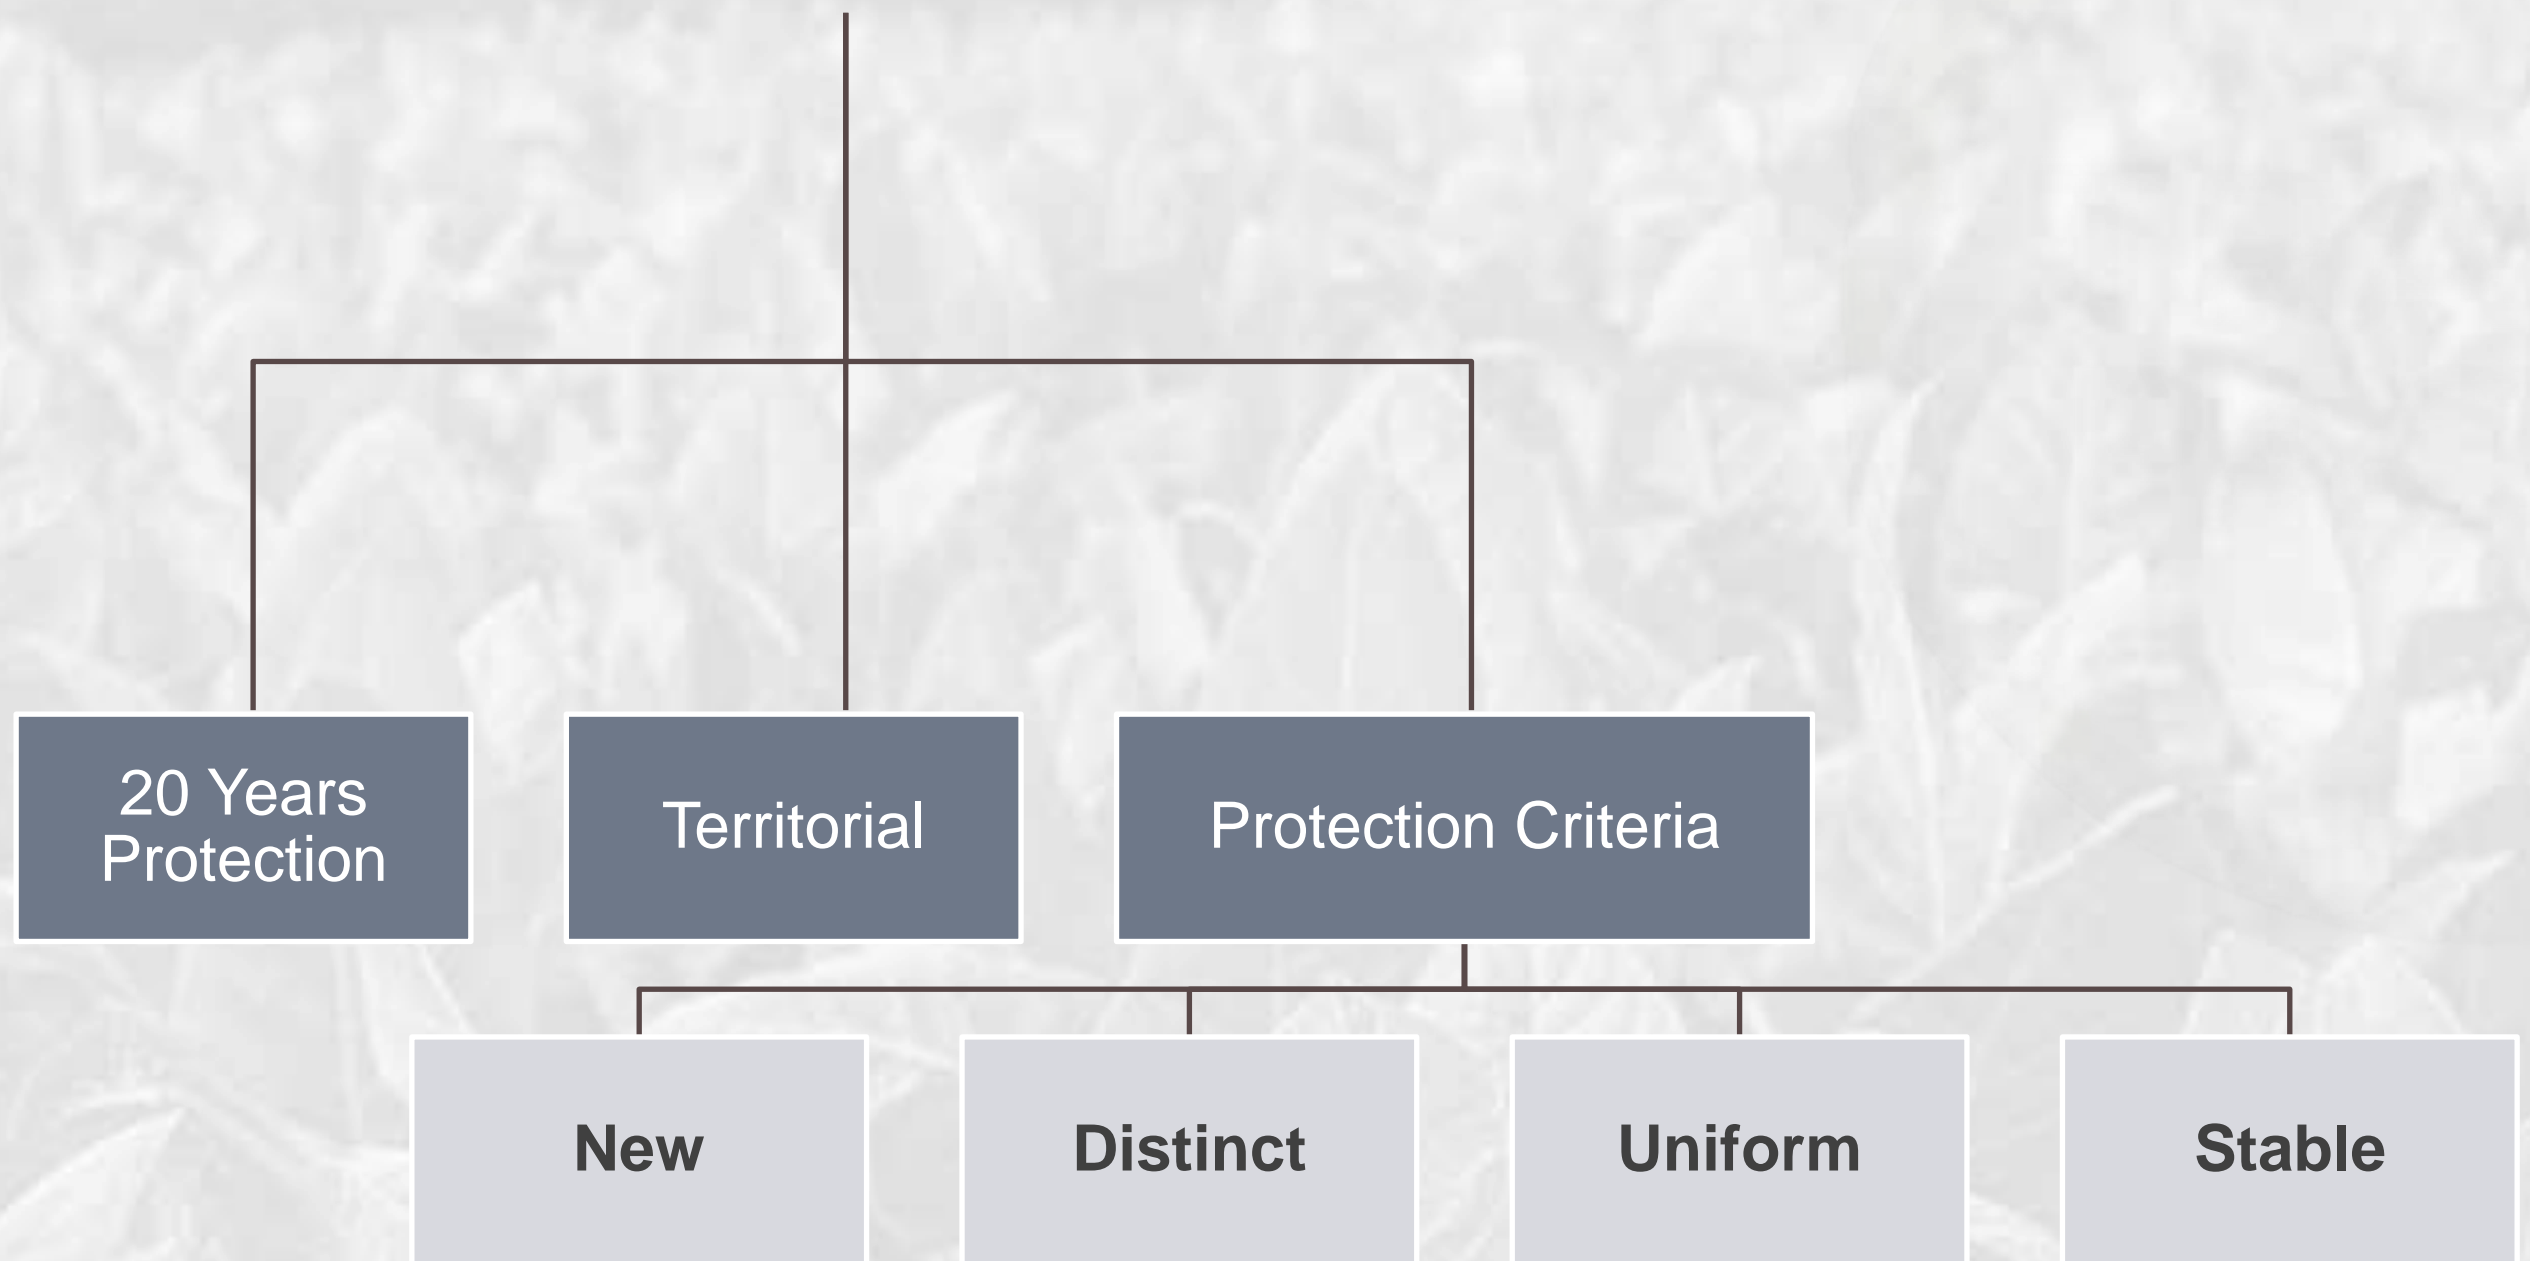 20 Years
Protection
Territorial
Protection Criteria
New
Distinct
Uniform
Stable